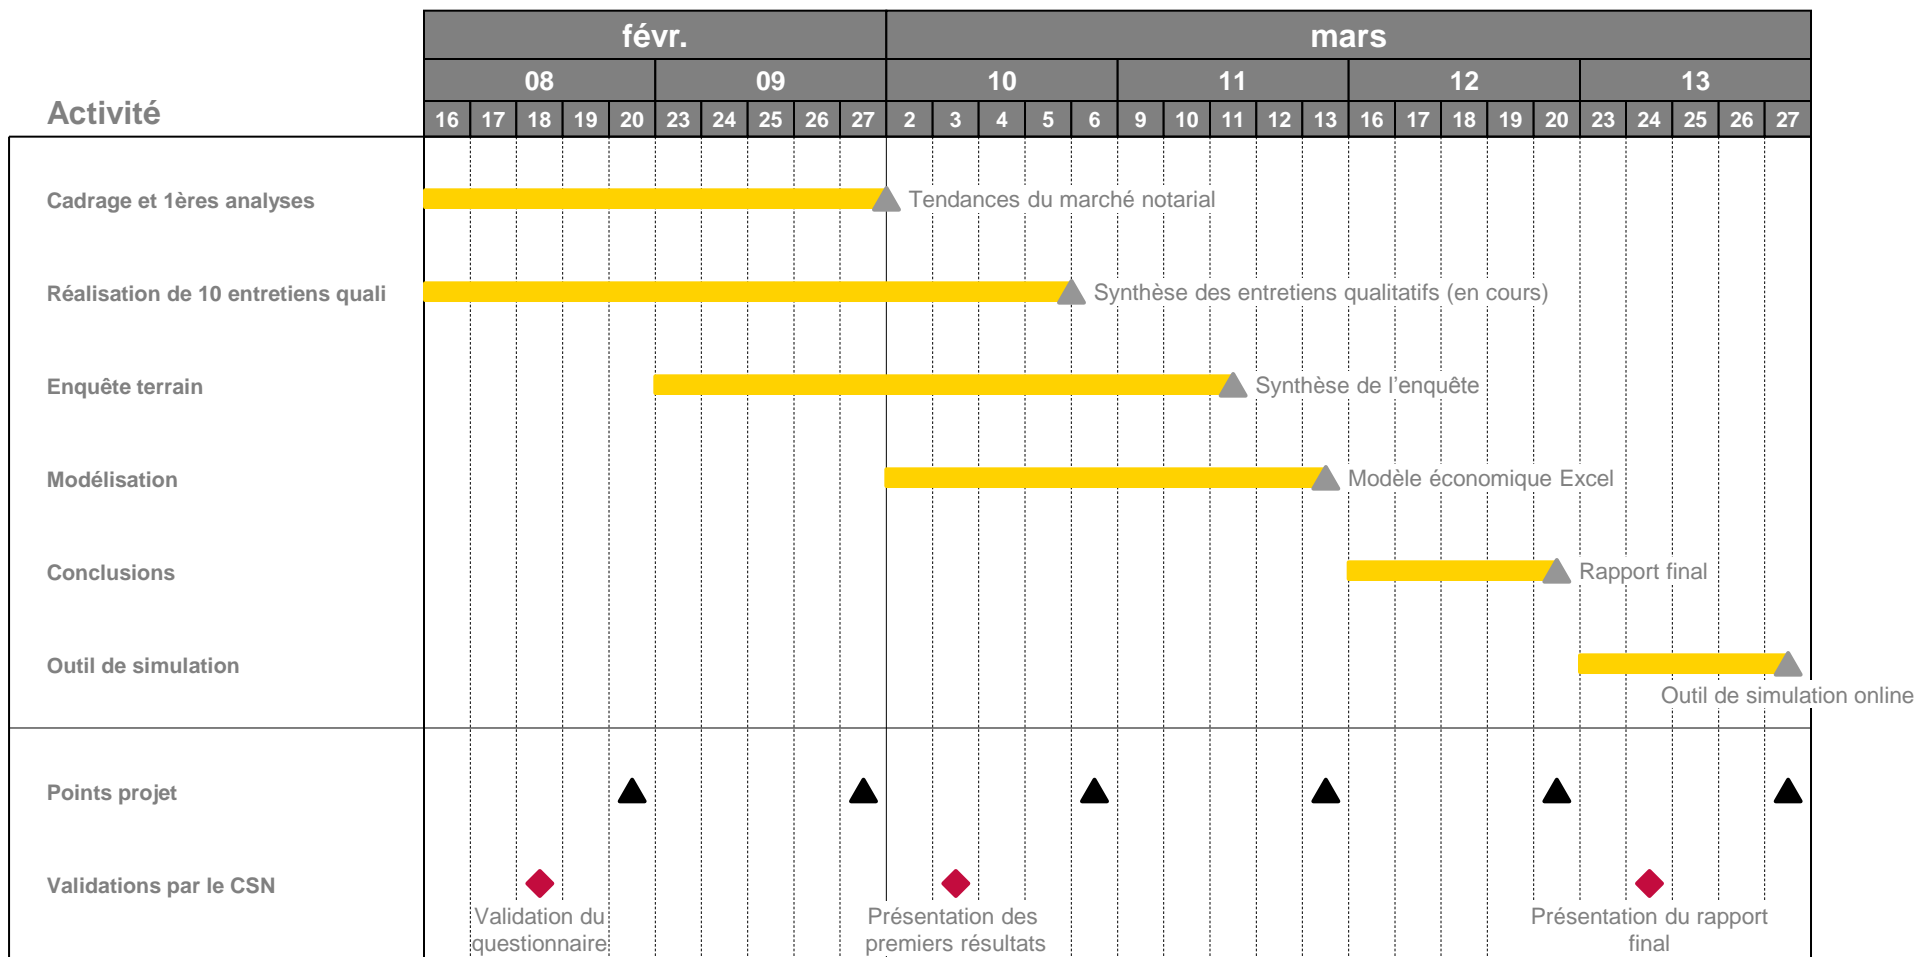 févr. mars
08 09 10 11 12 13
Activité
16 17 18 19 20 23 24 25 26 27 2 3 4 5 6 9 10 11 12 13 16 17 18 19 20 23 24 25 26 27
Cadrage et 1ères analyses
Tendances du marché notarial
Réalisation de 10 entretiens quali
Synthèse des entretiens qualitatifs (en cours)
Enquête terrain
Synthèse de l'enquête
Modélisation
Modèle économique Excel
Conclusions
Rapport final
Outil de simulation
Outil de simulation online
Points projet
Validations par le CSN
Validation du
questionnaire
Présentation des
premiers résultats
Présentation du rapport
final